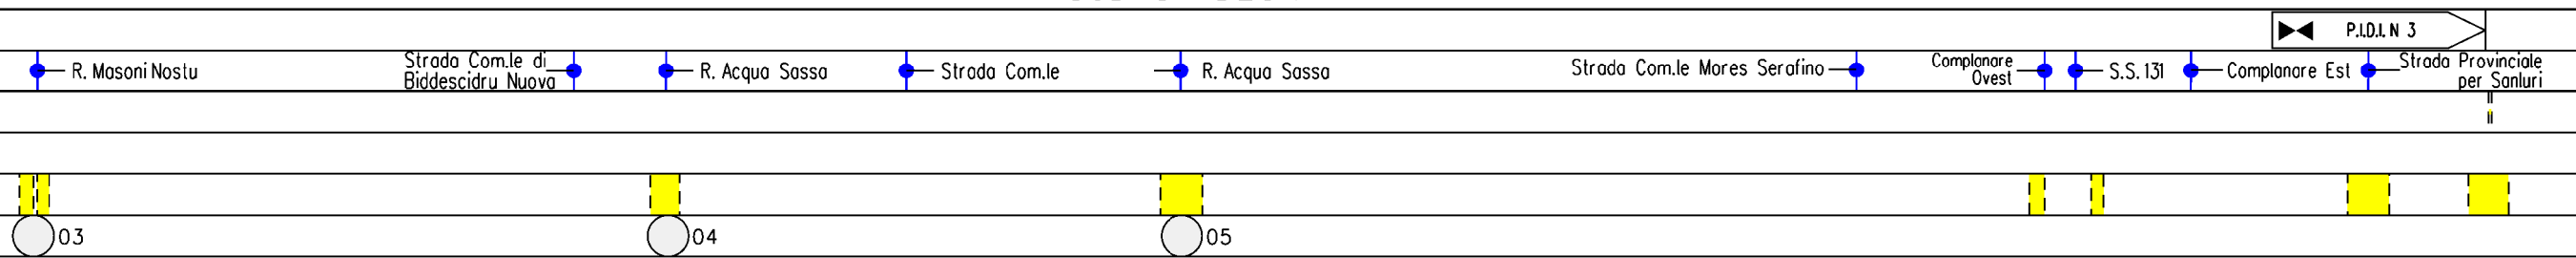 P.I.D.I. N 3
R. Masoni Nostu
Strada Com.le di
Biddescidru Nuova
R. Acqua Sassa
Strada Com.le
R. Acqua Sassa
Strada Com.le Mores Serafino
Complanare
Ovest
S.S. 131
Complanare Est
Strada Provinciale
per Sanluri
03
04
05